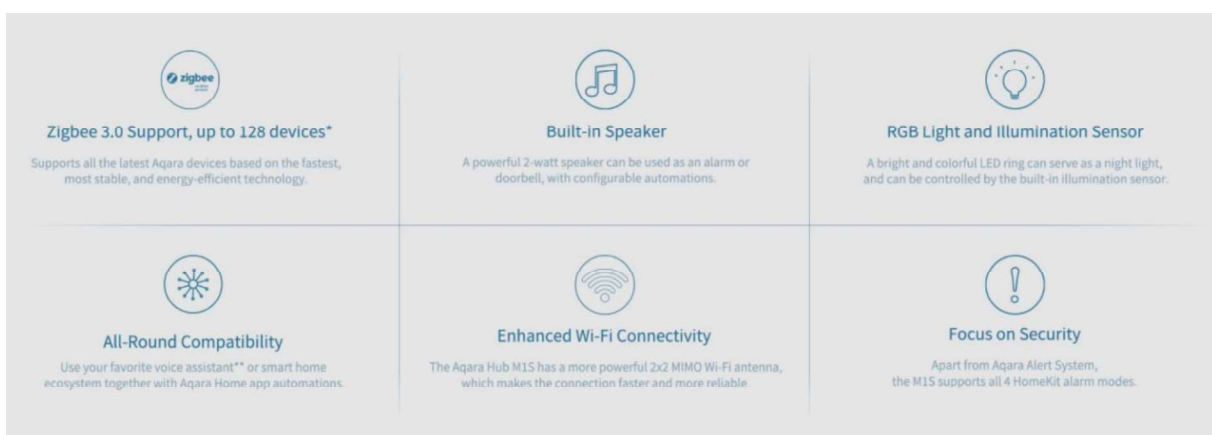 zigbee
Zigbee 3.0 Support, up to 128 devices*
Supports all the latest Aqara devices based on the fastest,
most stable, and energy-efficient technology.
Built-in Speaker
A powerful 2-watt speaker can be used as an alarm or
doorbell, with configurable automations.
RGB Light and Illumination Sensor
A bright and colorful LED ring can serve as a night light,
and can be controlled by the built-in illumination sensor.
All-Round Compatibility
Use your favorite voice assistant** or smart home
ecosystem together with Aqara Home app automations.
Enhanced Wi-Fi Connectivity
The Aqara Hub M1S has a more powerful 2x2 MIMO Wi-Fi antenna,
which makes the connection faster and more reliable.
Focus on Security
Apart from Aqara Alert System,
the M1S supports all 4 HomeKit alarm modes.